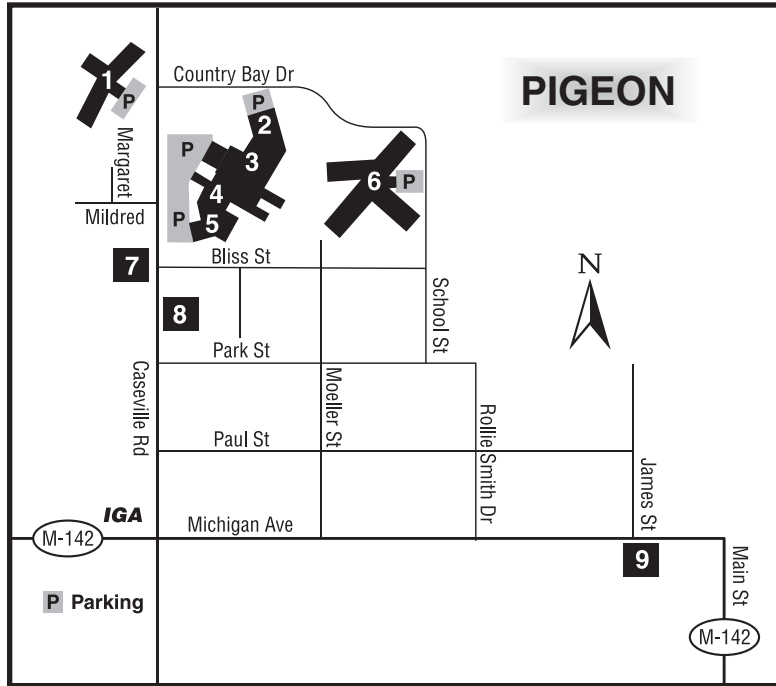 PIGEON
Country Bay Dr
1
P
P
2
3
P
4
P
5
6
P
Margaret
Mildred
7
Bliss St
N
8
School St
Park St
Caseville Rd
Moeller St
Rollie Smith Dr
Paul St
James St
IGA
Michigan Ave
M-142
9
Main St
P Parking
M-142